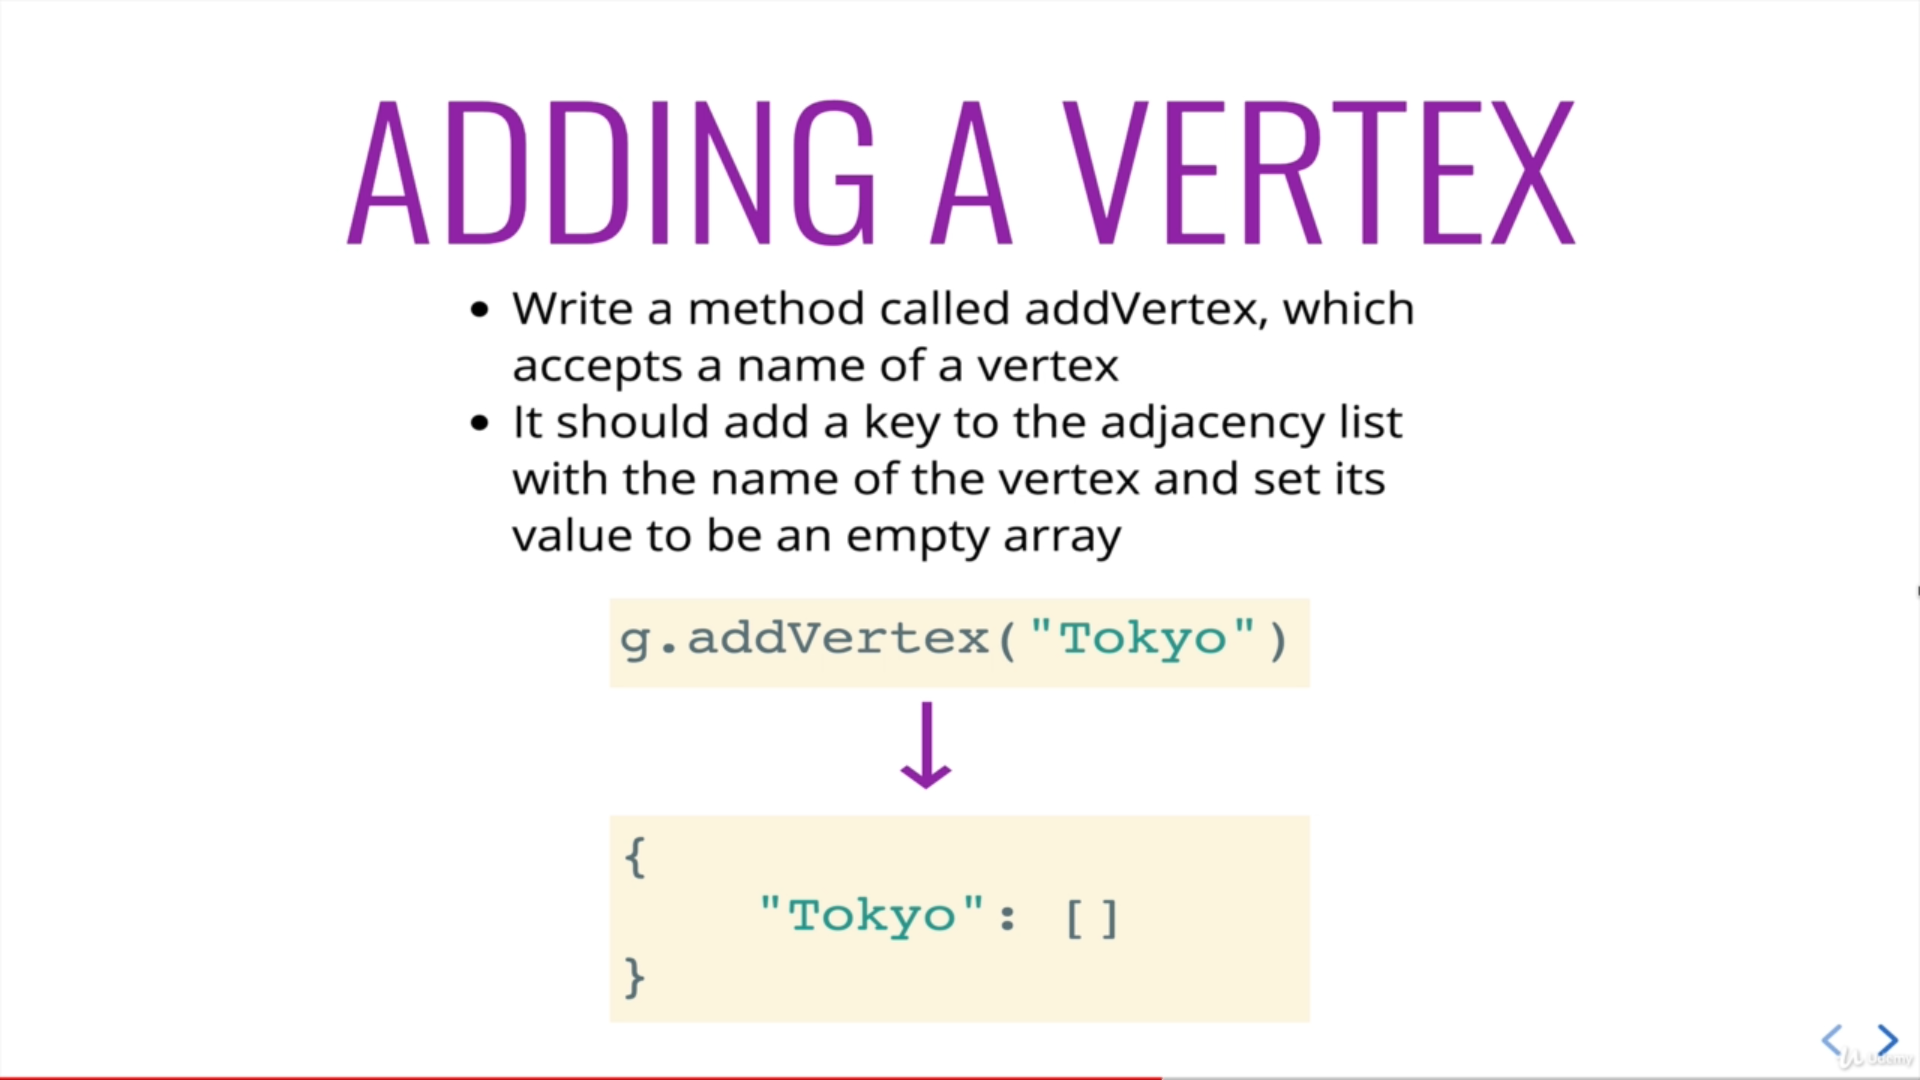 ADDING A VERTEX
• Write a method called addVertex, which
accepts a name of a vertex
• It should add a key to the adjacency list
with the name of the vertex and set its
value to be an empty array
g.addVertex("Tokyo")
{
"Tokyo": []
}
Udemy